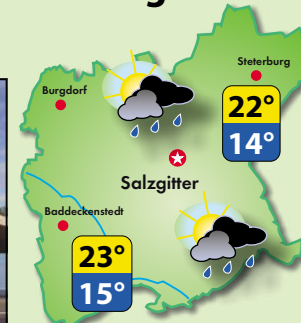 g
Steterburg
Burgdorf
22°
14°
Salzgitter
Baddeckenstedt
23°
15°